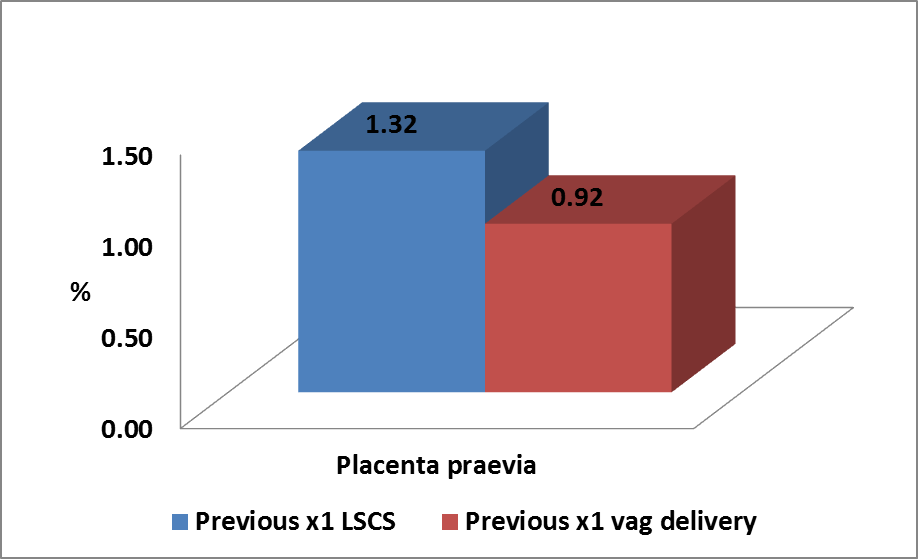 1.32
1.50
0.92
1.00
%
0.50
0.00
Placenta praevia
Previous x1 LSCS
Previous x1 vag delivery